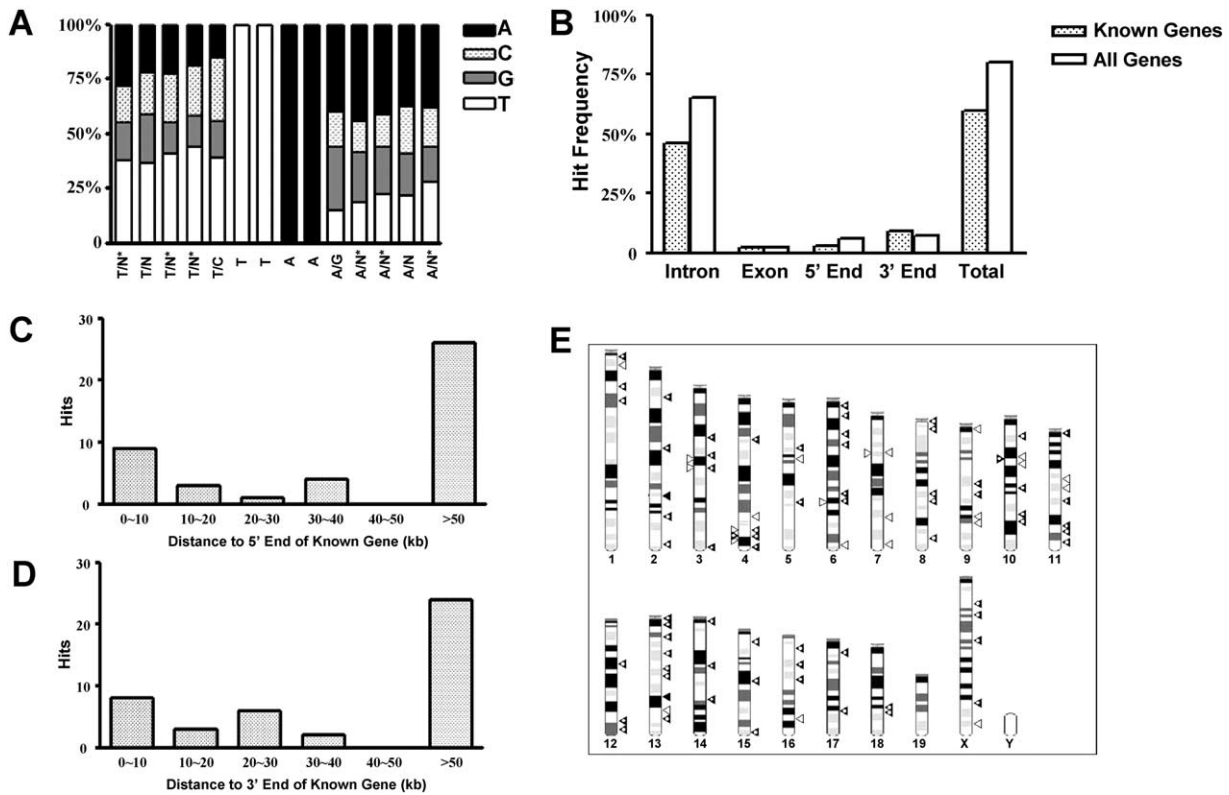 A
100%
75%
50%
25%
0
T/N*
T/N
T/N*
T/N*
T/C
T
T
A
A
A/G
A/N*
A/N*
A/N
A/N*
A
C
G
T
B
Hit Frequency
100%
75%
50%
25%
0
Intron
Exon
5' End
3' End
Total
Known Genes
All Genes
C
Hits
30
20
10
0
0~10
10~20
20~30
30~40
40~50
>50
Distance to 5' End of Known Gene (kb)
D
Hits
30
20
10
0
0~10
10~20
20~30
30~40
40~50
>50
Distance to 3' End of Known Gene (kb)
E
1 2 3 4 5 6 7 8 9 10 11
12 13 14 15 16 17 18 19 X Y